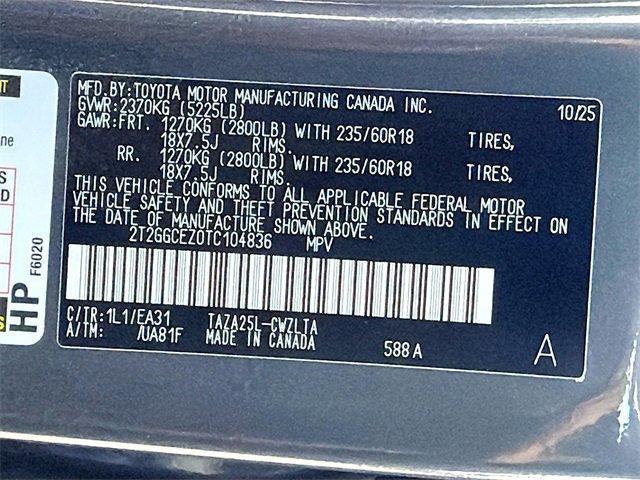 MFD.BY:TOYOTA MOTOR MANUFACTURING CANADA INC.
GVWR:2370KG (5225LB) 10/25
GAWR:FRT. 1270KG (2800LB) WITH 235/60R18 TIRES,
18X7.5J RIMS.
RR. 1270KG (2800LB) WITH 235/60R18 TIRES,
18X7.5J RIMS.
THIS VEHICLE CONFORMS TO ALL APPLICABLE FEDERAL MOTOR
VEHICLE SAFETY AND THEFT PREVENTION STANDARDS IN EFFECT ON
THE DATE OF MANUFACTURE SHOWN ABOVE.
2T2GGCEZ0TC104836 MPV
C/TR:1L1/EA31 TAZA25L-CWZLTA
A/TM: /UA81F MADE IN CANADA 588A A
HP
F6020